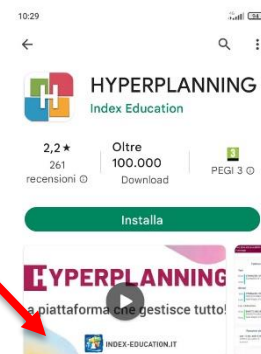 10:29
HYPERPLANNING
Index Education
2,2★
261
recensioni
Oltre
100.000
Download
3
PEGI 3
Installa
HYPERPLANNING
a piattaforma che gestisce tutto!
INDEX-EDUCATION.IT